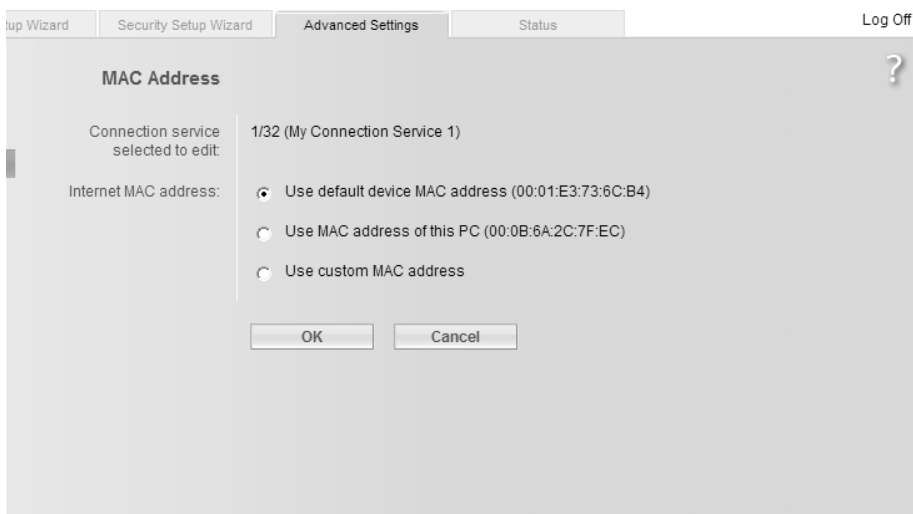 tup Wizard
Security Setup Wizard
Advanced Settings
Status
Log Off
?
MAC Address
Connection service
selected to edit:
1/32 (My Connection Service 1)
Internet MAC address:
Use default device MAC address (00:01:E3:73:6C:B4)
Use MAC address of this PC (00:0B:6A:2C:7F:EC)
Use custom MAC address
OK
Cancel